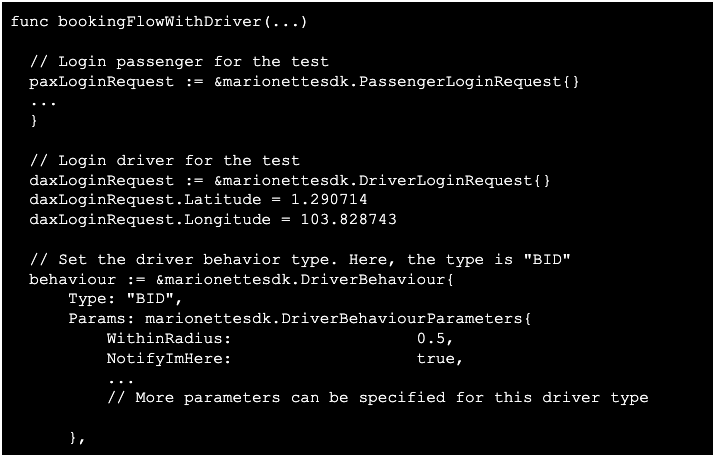 func bookingFlowWithDriver(...)
// Login passenger for the test
paxLoginRequest := &marionettesdk.PassengerLoginRequest{}
...
}
// Login driver for the test
daxLoginRequest := &marionettesdk.DriverLoginRequest{}
daxLoginRequest.Latitude = 1.290714
daxLoginRequest.Longitude = 103.828743
// Set the driver behavior type. Here, the type is "BID"
behaviour := &marionettesdk.DriverBehaviour{
Type: "BID",
Params: marionettesdk.DriverBehaviourParameters{
WithinRadius: 0.5,
NotifyImHere: true,
...
// More parameters can be specified for this driver type
},